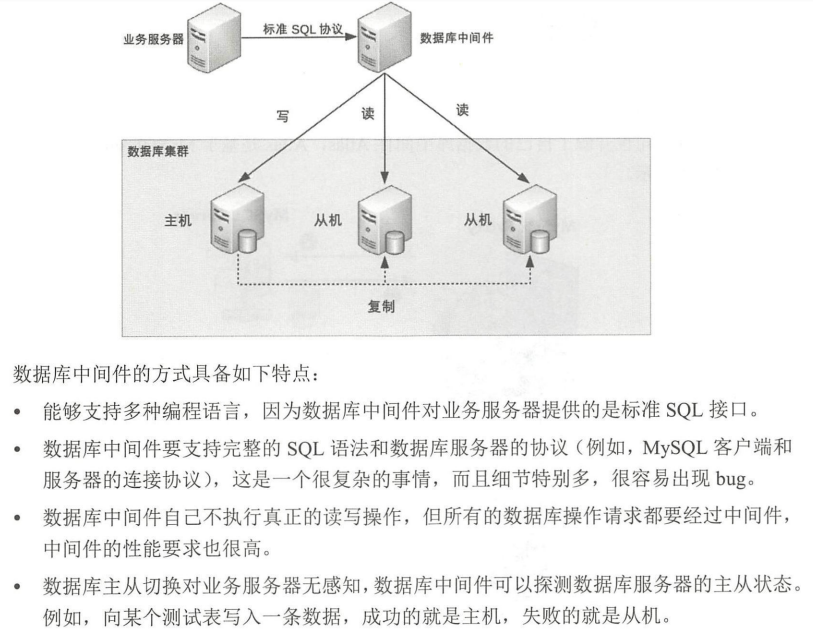 业务服务器
标准 SQL 协议
数据库中间件
写
读
读
数据库集群
主机
从机
从机
复制
数据库中间件的方式具备如下特点：
• 能够支持多种编程语言，因为数据库中间件对业务服务器提供的是标准 SQL 接口。
• 数据库中间件要支持完整的 SQL 语法和数据库服务器的协议（例如，MySQL 客户端和
服务器的连接协议），这是一个很复杂的事情，而且细节特别多，很容易出现 bug。
• 数据库中间件自己不执行真正的读写操作，但所有的数据库操作请求都要经过中间件，
中间件的性能要求也很高。
• 数据库主从切换对业务服务器无感知，数据库中间件可以探测数据库服务器的主从状态。
例如，向某个测试表写入一条数据，成功的就是主机，失败的就是从机。